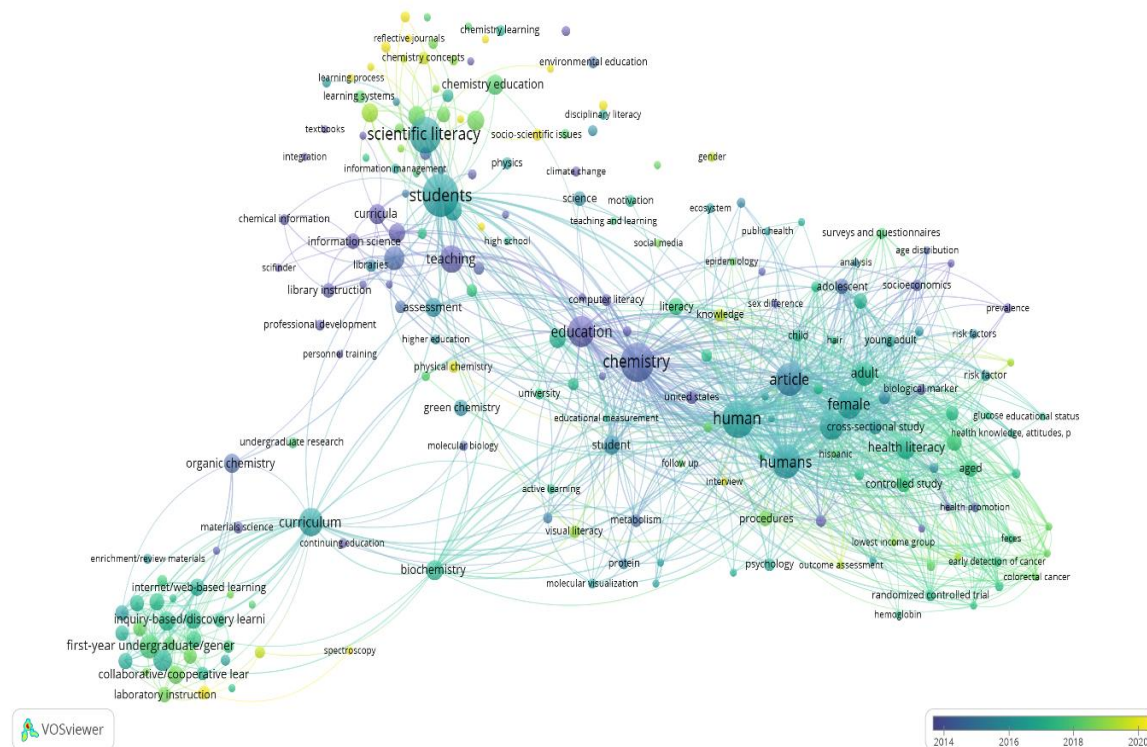 chemistry learning
reflective journals
chemistry concepts
environmental education
learning process
chemistry education
learning systems
disciplinary literacy
textbooks
scientific literacy
socio-scientific issues
integration
information management
physics
climate change
gender
students
science
motivation
ecosystem
chemical information
curricula
teaching and learning
public health
surveys and questionnaires
information science
high school
social media
age distribution
scifinder
libraries
teaching
epidemiology
analysis
library instruction
adolescent
socioeconomics
computer literacy
sex difference
assessment
literacy
knowledge
prevalence
professional development
education
child
hair
young adult
risk factors
higher education
personnel training
physical chemistry
chemistry
article
adult
risk factor
university
united states
biological marker
green chemistry
female
educational measurement
human
glucose
educational status
cross-sectional study
health knowledge, attitudes, p
undergraduate research
molecular biology
student
health literacy
hispanic
organic chemistry
follow up
humans
aged
interview
controlled study
active learning
health promotion
curriculum
materials science
visual literacy
metabolism
procedures
continuing education
lowest income group
feces
enrichment/review materials
biochemistry
protein
psychology
outcome assessment
early detection of cancer
internet/web-based learning
molecular visualization
colorectal cancer
randomized controlled trial
hemoglobin
inquiry-based/discovery learni
first-year undergraduate/gener
spectroscopy
collaborative/cooperative lear
laboratory instruction
VOSviewer
2014
2016
2018
2020